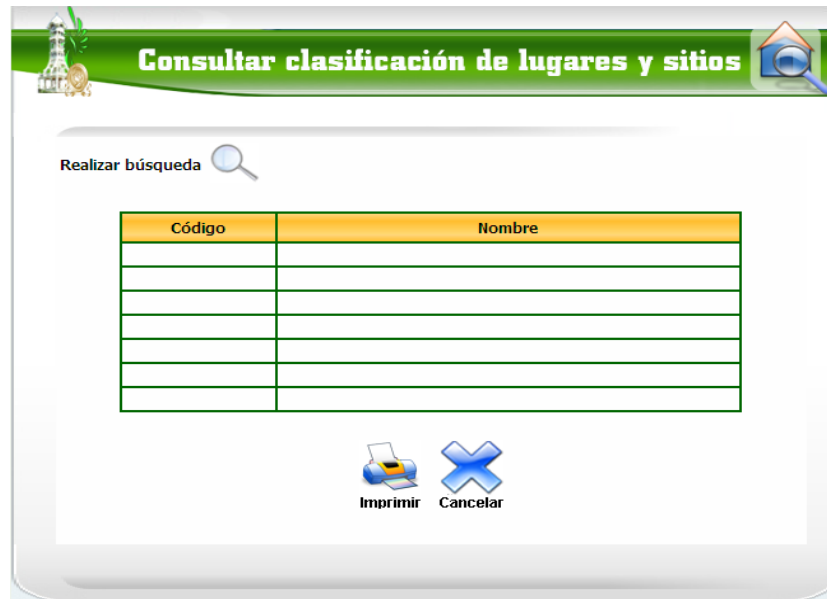 Consultar clasificación de lugares y sitios
Realizar búsqueda
Código Nombre
Imprimir Cancelar